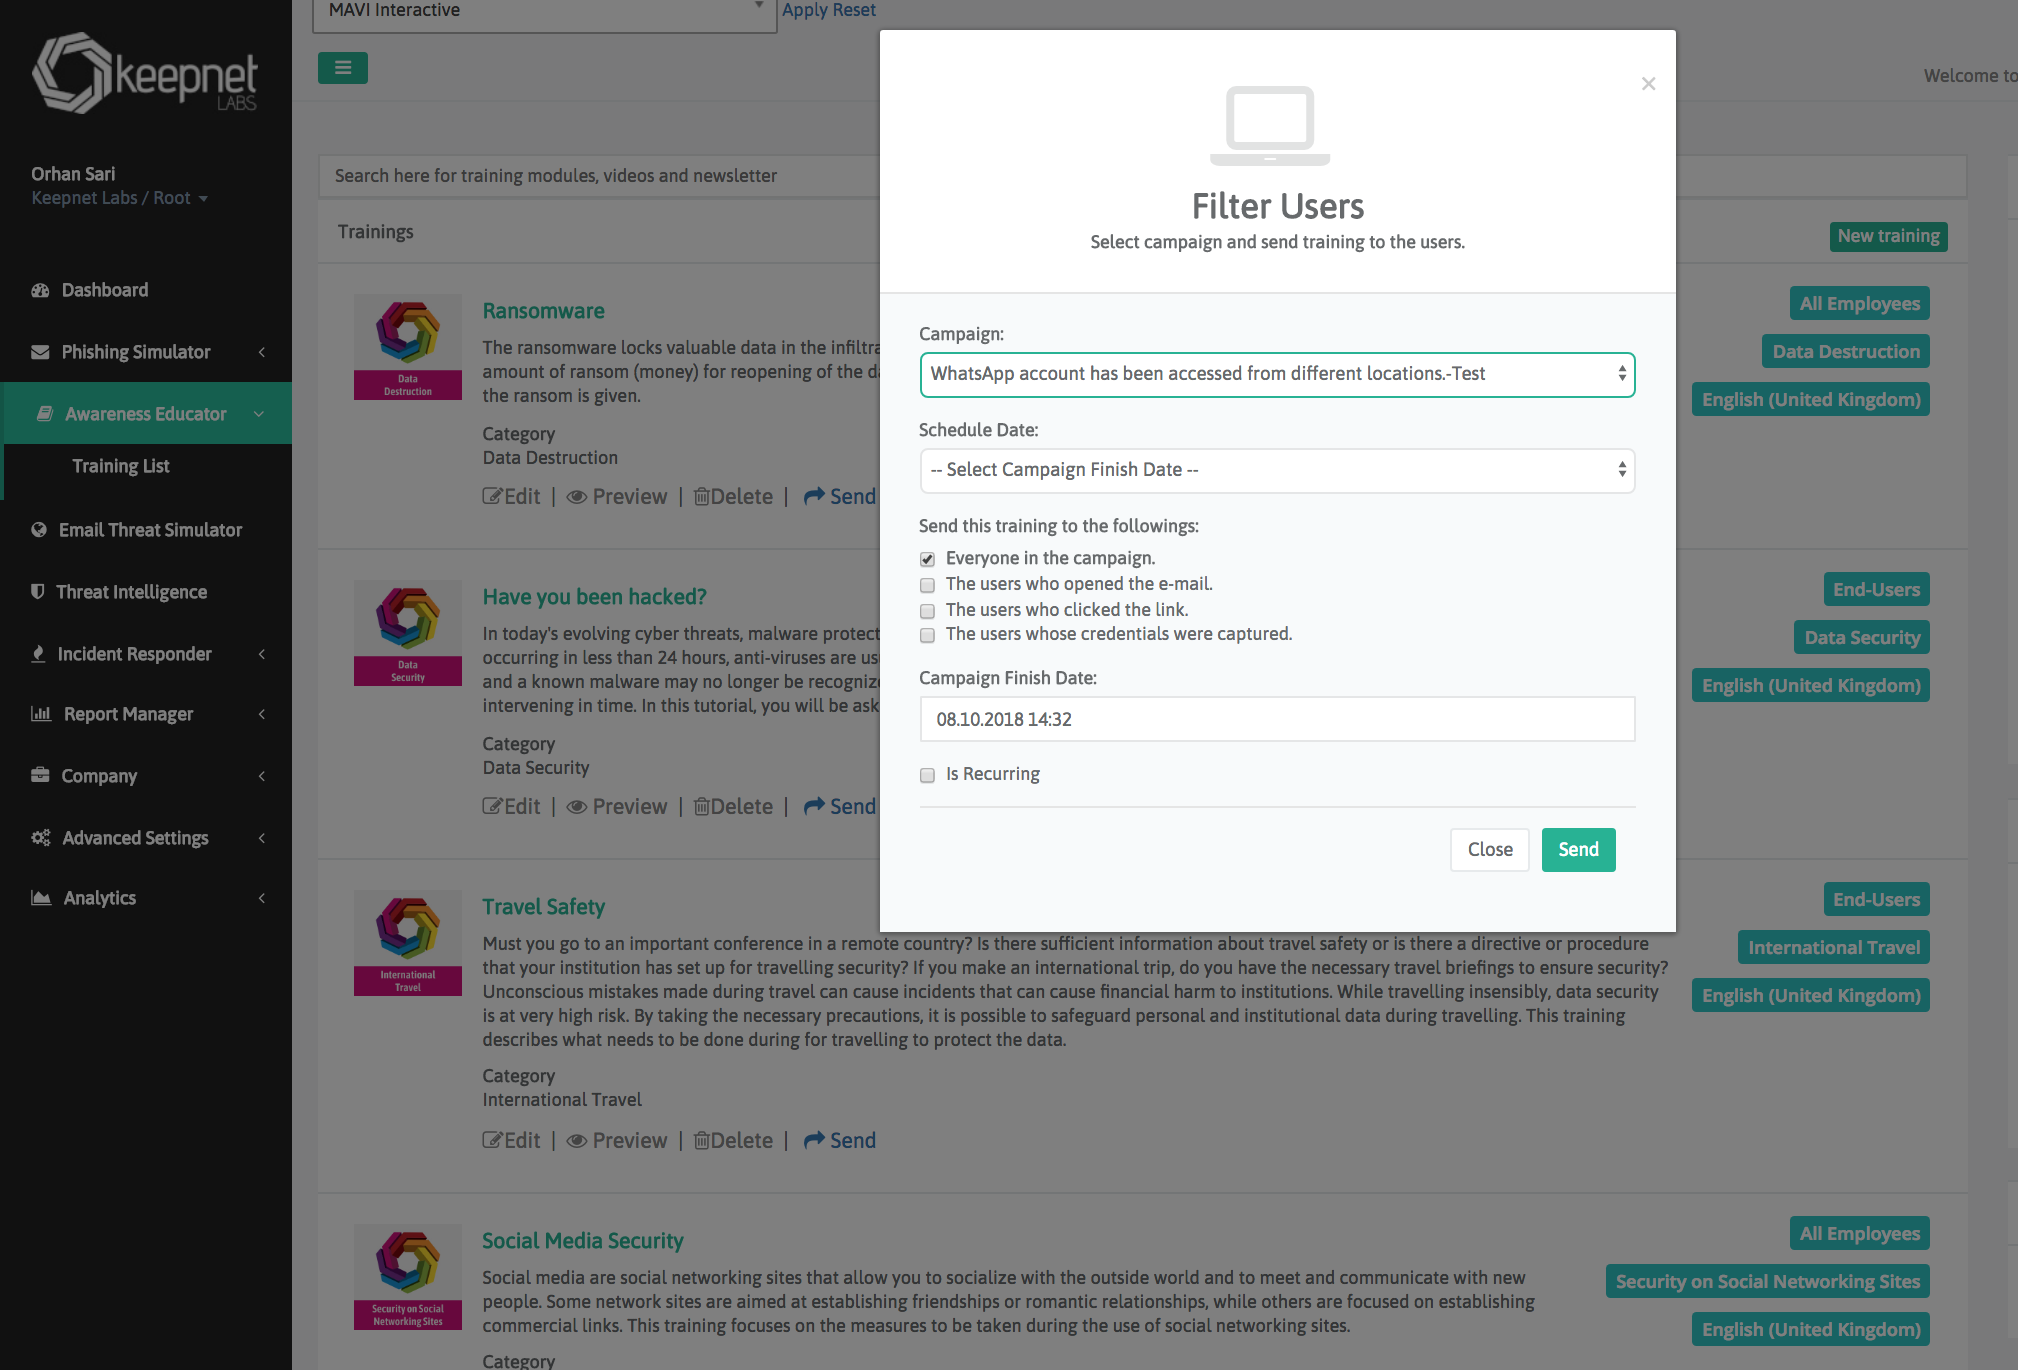 MAVI Interactive
Apply Reset
keepnet
LABS
Welcome to
Orhan Sari
Keepnet Labs / Root
Dashboard
Phishing Simulator
Awareness Educator
Training List
Email Threat Simulator
Threat Intelligence
Incident Responder
Report Manager
Company
Advanced Settings
Analytics
Search here for training modules, videos and newsletter
Trainings
New training
Data
Destruction
Ransomware
The ransomware locks valuable data in the
amount of ransom (money) for reopening of the
the ransom is given.
Category
Data Destruction
Edit | Preview | Delete | Send
All Employees
Data Destruction
English (United Kingdom)
Data
Security
Have you been hacked?
In today's evolving cyber threats, malware
occurring in less than 24 hours, anti-viruses are
and a known malware may no longer be
intervening in time. In this tutorial, you will be
Category
Data Security
Edit | Preview | Delete | Send
End-Users
Data Security
English (United Kingdom)
International
Travel
Travel Safety
Must you go to an important conference in a remote country? Is there sufficient information about travel safety or is there a directive or procedure
that your institution has set up for travelling security? If you make an international trip, do you have the necessary travel briefings to ensure security?
Unconscious mistakes made during travel can cause incidents that can cause financial harm to institutions. While travelling insensibly, data security
is at very high risk. By taking the necessary precautions, it is possible to safeguard personal and institutional data during travelling. This training
describes what needs to be done during for travelling to protect the data.
Category
International Travel
Edit | Preview | Delete | Send
End-Users
International Travel
English (United Kingdom)
Security on Social
Networking Sites
Social Media Security
Social media are social networking sites that allow you to socialize with the outside world and to meet and communicate with new
people. Some network sites are aimed at establishing friendships or romantic relationships, while others are focused on establishing
commercial links. This training focuses on the measures to be taken during the use of social networking sites.
Category
All Employees
Security on Social Networking Sites
English (United Kingdom)
×
Filter Users
Select campaign and send training to the users.
Campaign:
WhatsApp account has been accessed from different locations.-Test
Schedule Date:
-- Select Campaign Finish Date --
Send this training to the followings:
Everyone in the campaign.
The users who opened the e-mail.
The users who clicked the link.
The users whose credentials were captured.
Campaign Finish Date:
08.10.2018 14:32
Is Recurring
Close
Send